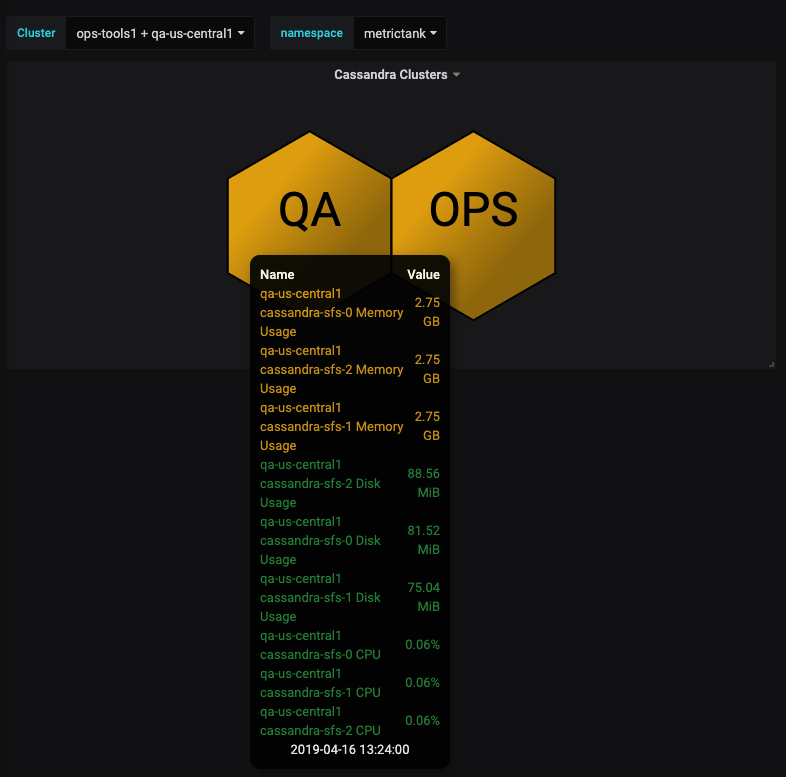 Cluster ops-tools1 + qa-us-central1 namespace metrictank
Cassandra Clusters
QA OPS
Name Value
qa-us-central1
cassandra-sfs-0 Memory
Usage
2.75
GB
qa-us-central1
cassandra-sfs-2 Memory
Usage
2.75
GB
qa-us-central1
cassandra-sfs-1 Memory
Usage
2.75
GB
qa-us-central1
cassandra-sfs-2 Disk
Usage
88.56
MiB
qa-us-central1
cassandra-sfs-0 Disk
Usage
81.52
MiB
qa-us-central1
cassandra-sfs-1 Disk
Usage
75.04
MiB
qa-us-central1
cassandra-sfs-0 CPU
0.06%
qa-us-central1
cassandra-sfs-1 CPU
0.06%
qa-us-central1
cassandra-sfs-2 CPU
0.06%
2019-04-16 13:24:00